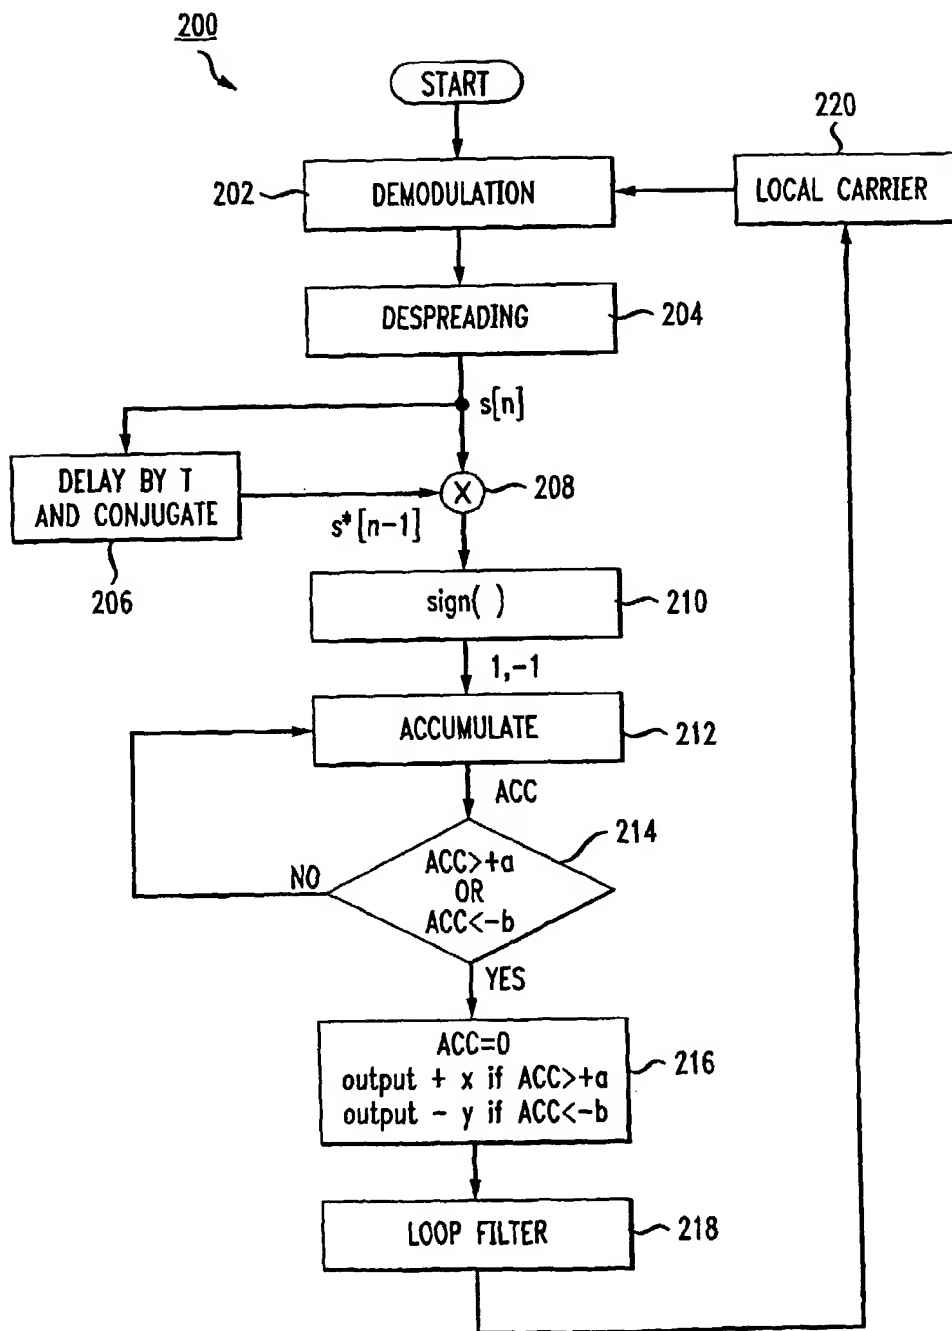 200
START
220
202
DEMODULATION
LOCAL CARRIER
DESPREADING
204
s[n]
DELAY BY T
AND CONJUGATE
X
208
s*[n-1]
206
sign( )
210
1,-1
ACCUMULATE
212
ACC
214
NO
ACC>+a
OR
ACC<-b
YES
ACC=0
output + x if ACC>+a
output - y if ACC<-b
216
LOOP FILTER
218